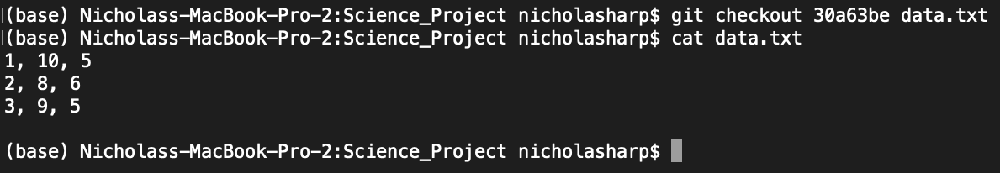 (base) Nicholass-MacBook-Pro-2:Science_Project nicholasharp$ git checkout 30a63be data.txt
[(base) Nicholass-MacBook-Pro-2:Science_Project nicholasharp$ cat data.txt
1, 10, 5
2, 8, 6
3, 9, 5
(base) Nicholass-MacBook-Pro-2:Science_Project nicholasharp$